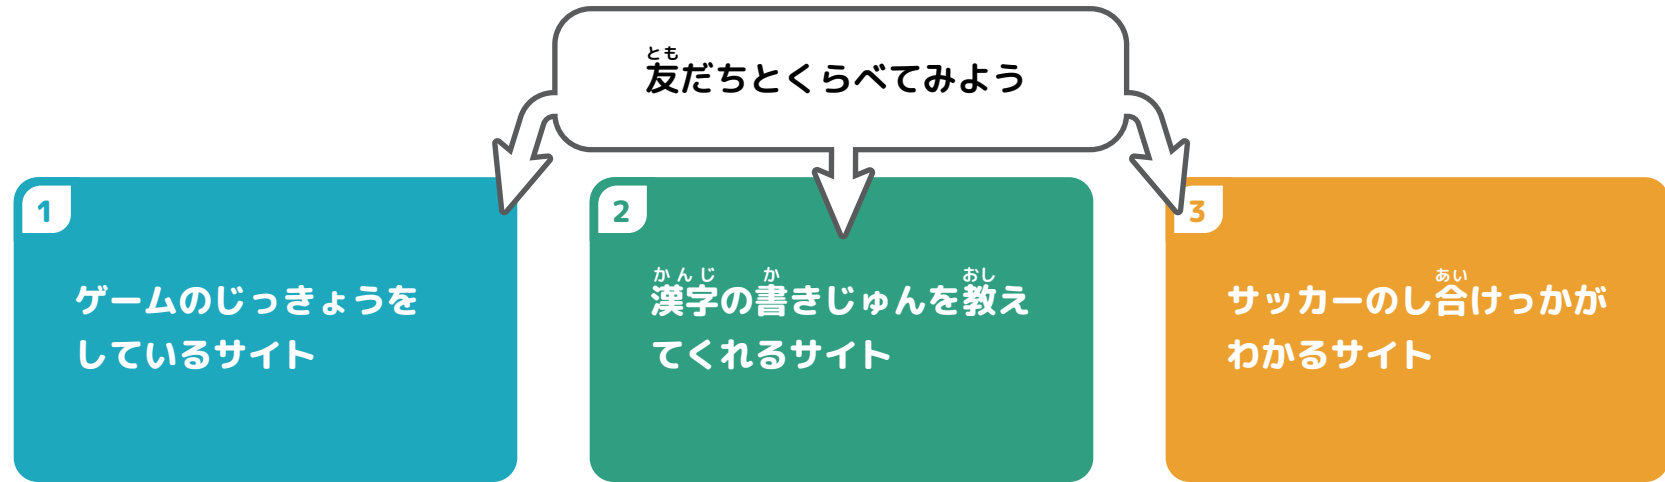 友だちとくらべてみよう
とも
1
ゲームのじっきょうを
しているサイト
2
かんじ か おし
漢字の書きじゅんを教え
てくれるサイト
3
あい
サッカーのし合けっかが
わかるサイト